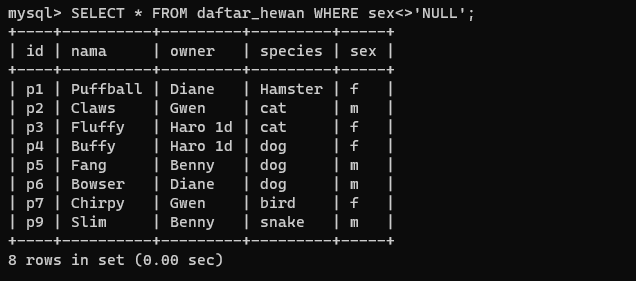 mysql> SELECT * FROM daftar_hewan WHERE sex<>'NULL';
+----+----------+---------+---------+-----+
| id | nama     | owner   | species | sex |
+----+----------+---------+---------+-----+
| p1 | Puffball | Diane   | Hamster | f   |
| p2 | Claws    | Gwen    | cat     | m   |
| p3 | Fluffy   | Haro 1d | cat     | f   |
| p4 | Buffy    | Haro 1d | dog     | f   |
| p5 | Fang     | Benny   | dog     | m   |
| p6 | Bowser   | Diane   | dog     | m   |
| p7 | Chirpy   | Gwen    | bird    | f   |
| p9 | Slim     | Benny   | snake   | m   |
+----+----------+---------+---------+-----+
8 rows in set (0.00 sec)